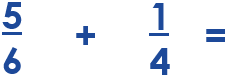 5/6 + 1/4 =